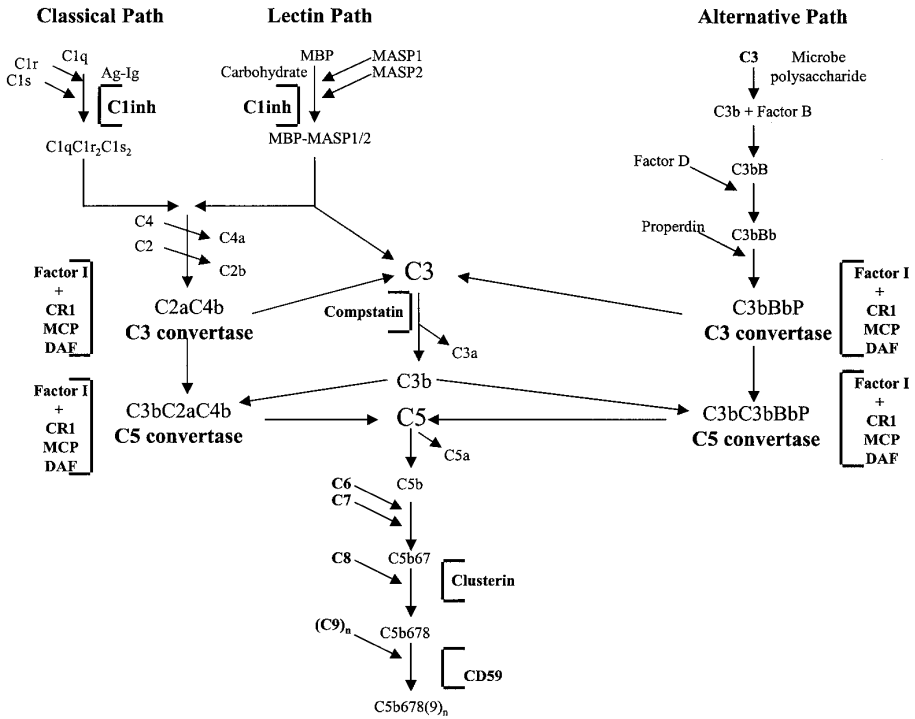 Classical Path
Lectin Path
Alternative Path
C1q
C1r
C1s
Ag-Ig
C1inh
C1qC1r₂C1s₂
MBP
MASP1
Carbohydrate
MASP2
C1inh
MBP-MASP1/2
C3
Microbe
polysaccharide
C3b + Factor B
Factor D
C3bB
Properdin
C3bBb
C4
C4a
C2
C2b
Factor I
+
CR1
MCP
DAF
C2aC4b
C3 convertase
C3
Compstatin
C3a
C3b
C3bBbP
C3 convertase
Factor I
+
CR1
MCP
DAF
Factor I
+
CR1
MCP
DAF
C3bC2aC4b
C5 convertase
C5
C5a
C5b
C3bC3bBbP
C5 convertase
Factor I
+
CR1
MCP
DAF
C6
C7
C5b67
C8
Clusterin
C5b678
(C9)ₙ
CD59
C5b678(9)ₙ